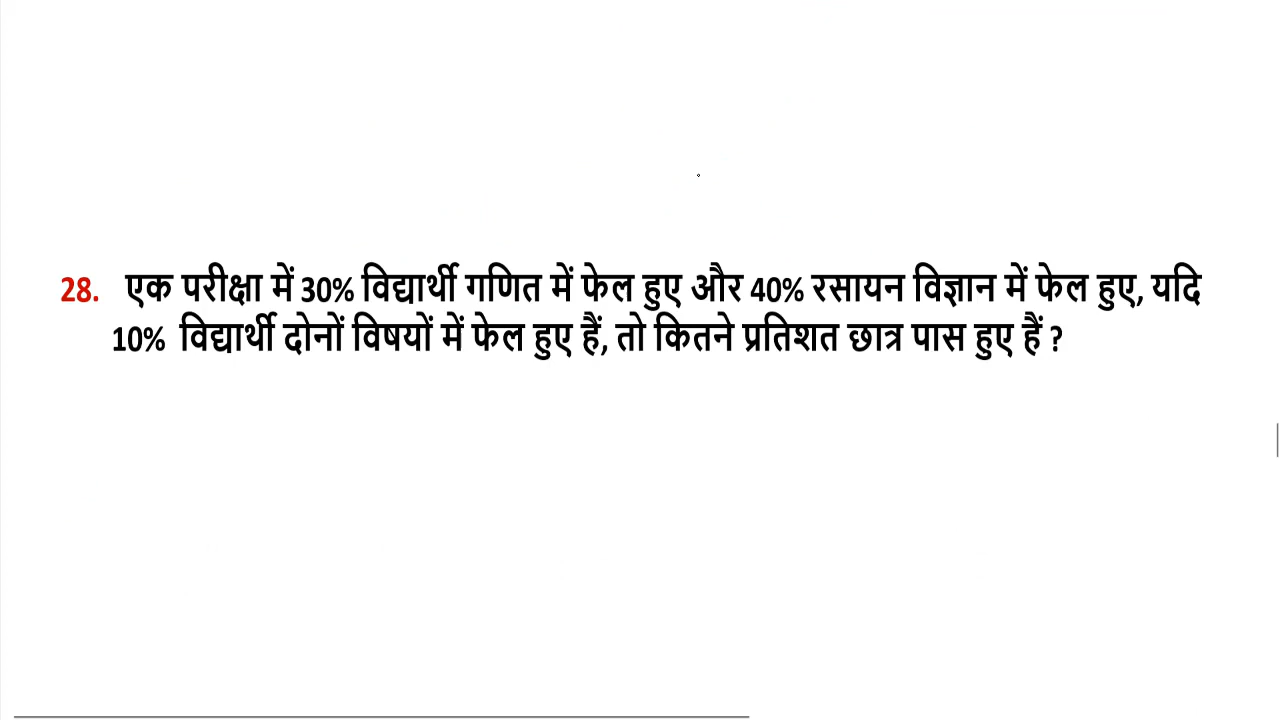 28. एक परीक्षा में 30% विद्यार्थी गणित में फेल हुए और 40% रसायन विज्ञान में फेल हुए, यदि
10% विद्यार्थी दोनों विषयों में फेल हुए हैं, तो कितने प्रतिशत छात्र पास हुए हैं ?